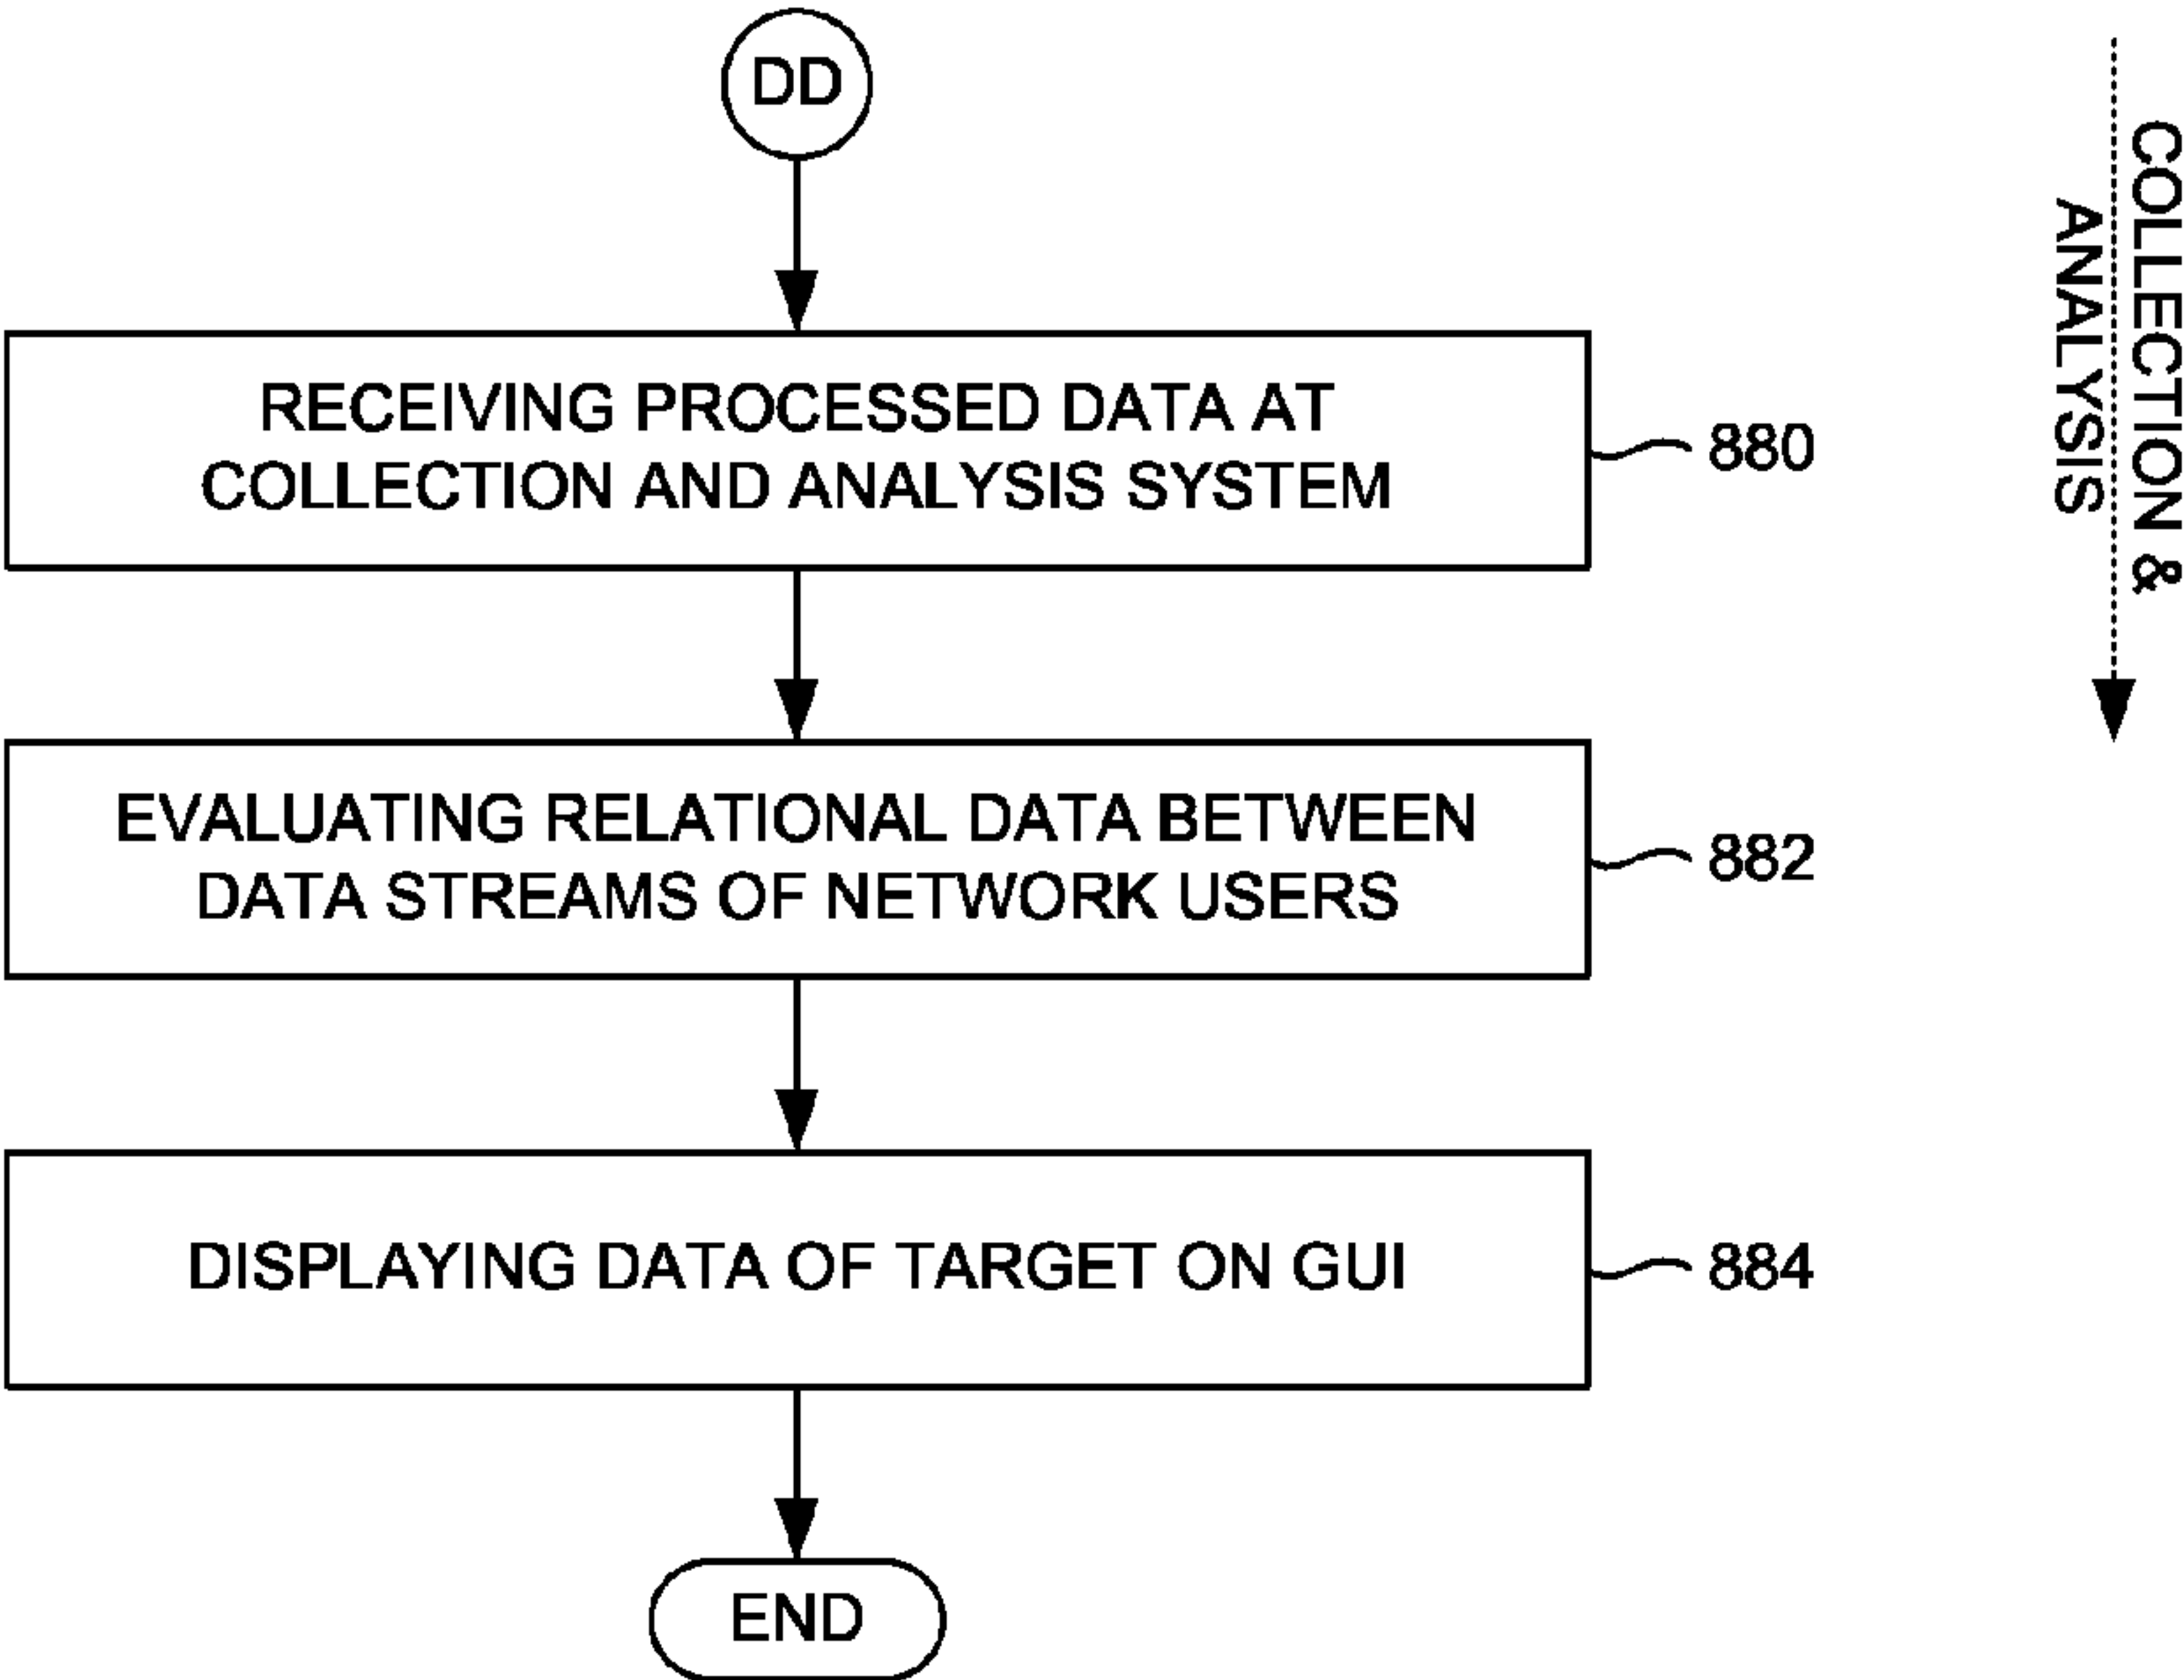 DD
RECEIVING PROCESSED DATA AT
COLLECTION AND ANALYSIS SYSTEM
880
EVALUATING RELATIONAL DATA BETWEEN
DATA STREAMS OF NETWORK USERS
882
DISPLAYING DATA OF TARGET ON GUI
884
END
COLLECTION &
ANALYSIS